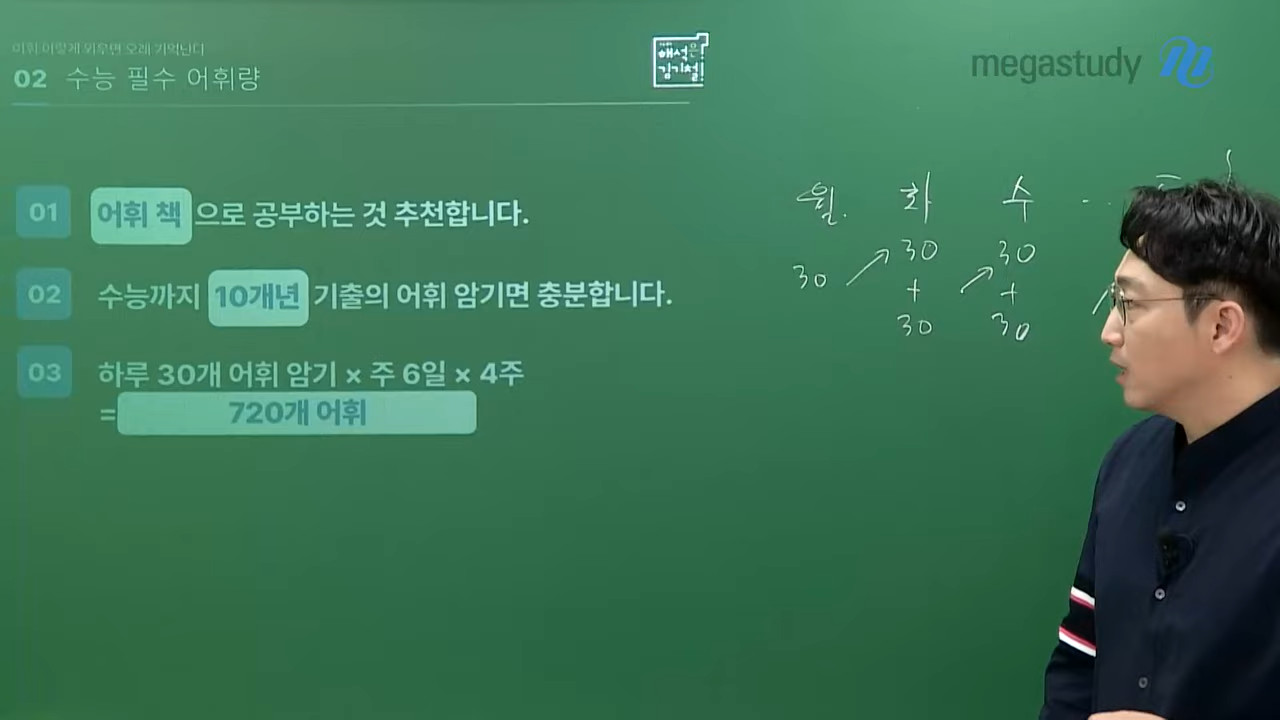 어휘 이렇게 외우면 오래 기억난다
02 수능 필수 어휘량
해석은
김기철!
megastudy
01 어휘 책 으로 공부하는 것 추천합니다.
02 수능까지 10개년 기출의 어휘 암기면 충분합니다.
03 하루 30개 어휘 암기 × 주 6일 × 4주
= 720개 어휘
월. 화 수 ...
30 30 30
+ +
30 30